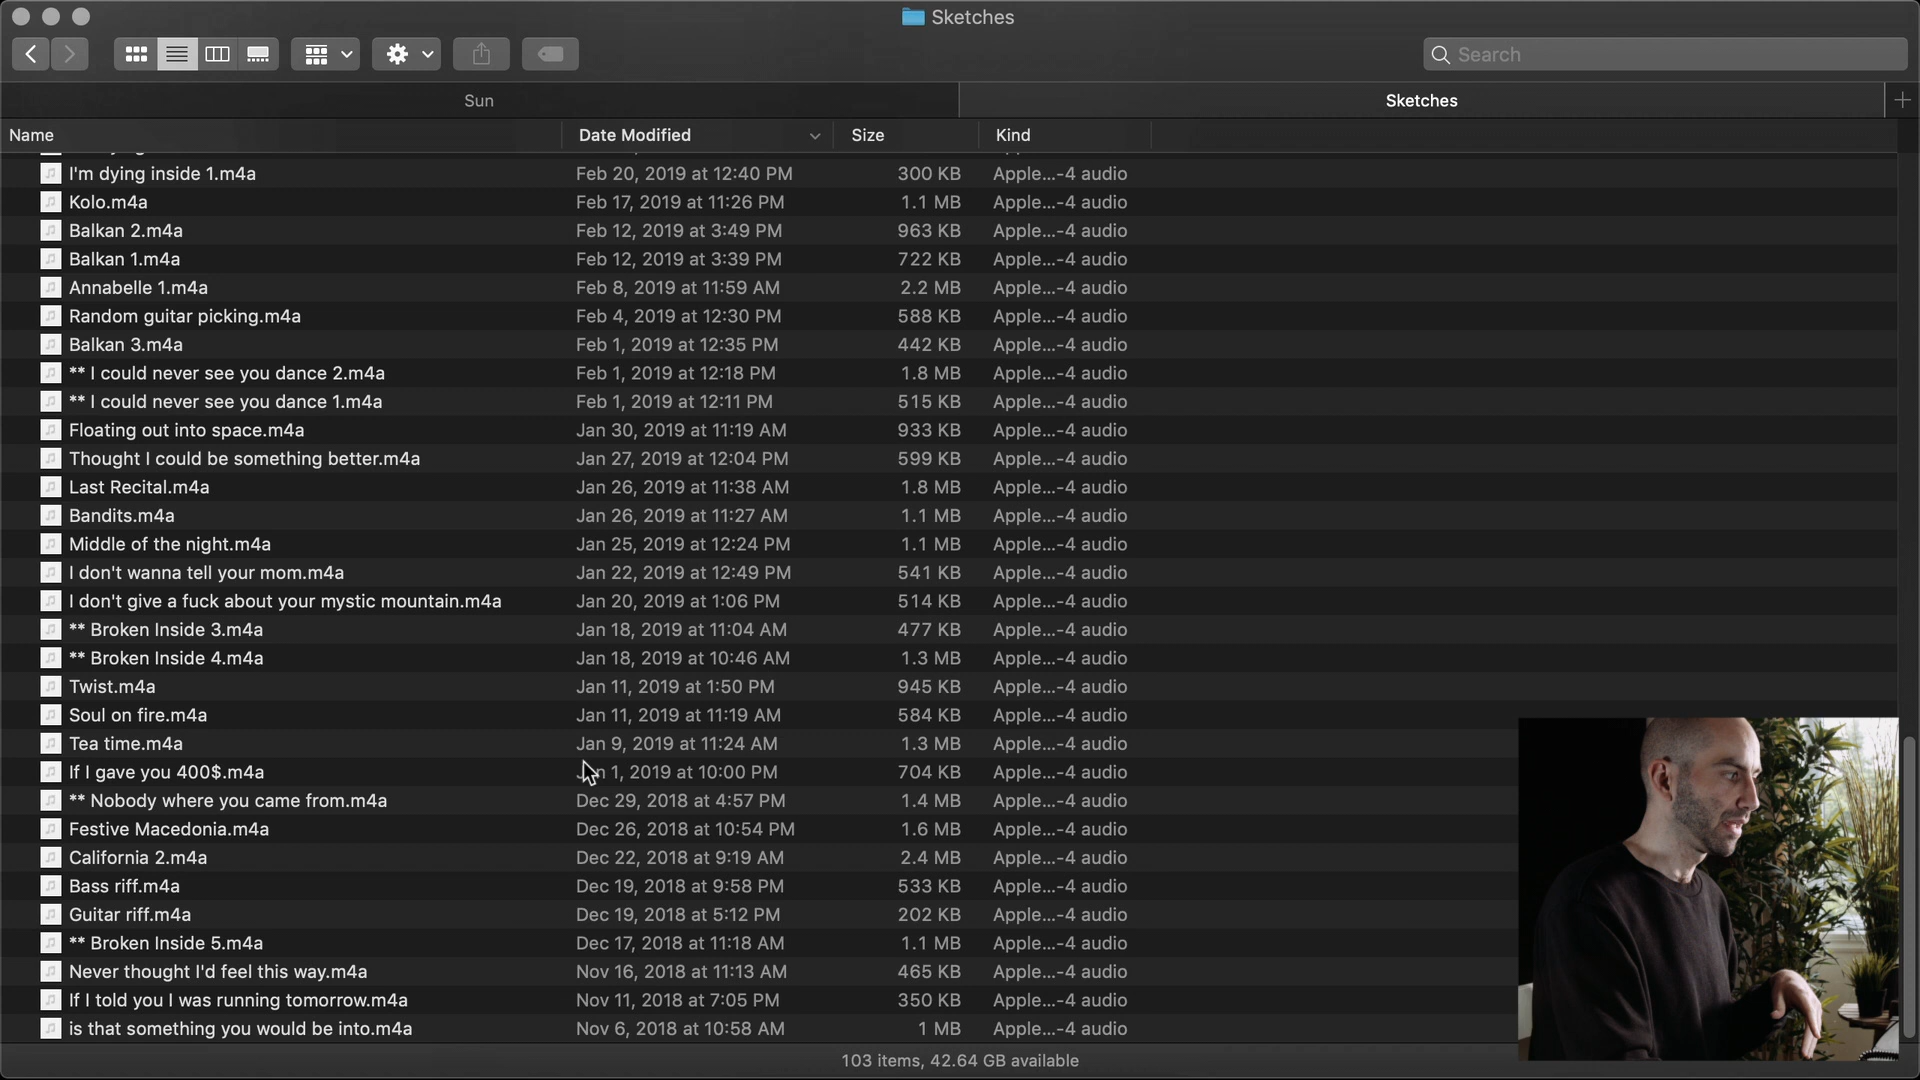 Sketches
Search
Sun
Sketches
Name Date Modified Size Kind
I'm dying inside 1.m4a Feb 20, 2019 at 12:40 PM 300 KB Apple...-4 audio
Kolo.m4a Feb 17, 2019 at 11:26 PM 1.1 MB Apple...-4 audio
Balkan 2.m4a Feb 12, 2019 at 3:49 PM 963 KB Apple...-4 audio
Balkan 1.m4a Feb 12, 2019 at 3:39 PM 722 KB Apple...-4 audio
Annabelle 1.m4a Feb 8, 2019 at 11:59 AM 2.2 MB Apple...-4 audio
Random guitar picking.m4a Feb 4, 2019 at 12:30 PM 588 KB Apple...-4 audio
Balkan 3.m4a Feb 1, 2019 at 12:35 PM 442 KB Apple...-4 audio
** I could never see you dance 2.m4a Feb 1, 2019 at 12:18 PM 1.8 MB Apple...-4 audio
** I could never see you dance 1.m4a Feb 1, 2019 at 12:11 PM 515 KB Apple...-4 audio
Floating out into space.m4a Jan 30, 2019 at 11:19 AM 933 KB Apple...-4 audio
Thought I could be something better.m4a Jan 27, 2019 at 12:04 PM 599 KB Apple...-4 audio
Last Recital.m4a Jan 26, 2019 at 11:38 AM 1.8 MB Apple...-4 audio
Bandits.m4a Jan 26, 2019 at 11:27 AM 1.1 MB Apple...-4 audio
Middle of the night.m4a Jan 25, 2019 at 12:24 PM 1.1 MB Apple...-4 audio
I don't wanna tell your mom.m4a Jan 22, 2019 at 12:49 PM 541 KB Apple...-4 audio
I don't give a fuck about your mystic mountain.m4a Jan 20, 2019 at 1:06 PM 514 KB Apple...-4 audio
** Broken Inside 3.m4a Jan 18, 2019 at 11:04 AM 477 KB Apple...-4 audio
** Broken Inside 4.m4a Jan 18, 2019 at 10:46 AM 1.3 MB Apple...-4 audio
Twist.m4a Jan 11, 2019 at 1:50 PM 945 KB Apple...-4 audio
Soul on fire.m4a Jan 11, 2019 at 11:19 AM 584 KB Apple...-4 audio
Tea time.m4a Jan 9, 2019 at 11:24 AM 1.3 MB Apple...-4 audio
If I gave you 400$.m4a Jan 1, 2019 at 10:00 PM 704 KB Apple...-4 audio
** Nobody where you came from.m4a Dec 29, 2018 at 4:57 PM 1.4 MB Apple...-4 audio
Festive Macedonia.m4a Dec 26, 2018 at 10:54 PM 1.6 MB Apple...-4 audio
California 2.m4a Dec 22, 2018 at 9:19 AM 2.4 MB Apple...-4 audio
Bass riff.m4a Dec 19, 2018 at 9:58 PM 533 KB Apple...-4 audio
Guitar riff.m4a Dec 19, 2018 at 5:12 PM 202 KB Apple...-4 audio
** Broken Inside 5.m4a Dec 17, 2018 at 11:18 AM 1.1 MB Apple...-4 audio
Never thought I'd feel this way.m4a Nov 16, 2018 at 11:13 AM 465 KB Apple...-4 audio
If I told you I was running tomorrow.m4a Nov 11, 2018 at 7:05 PM 350 KB Apple...-4 audio
is that something you would be into.m4a Nov 6, 2018 at 10:58 AM 1 MB Apple...-4 audio
103 items, 42.64 GB available